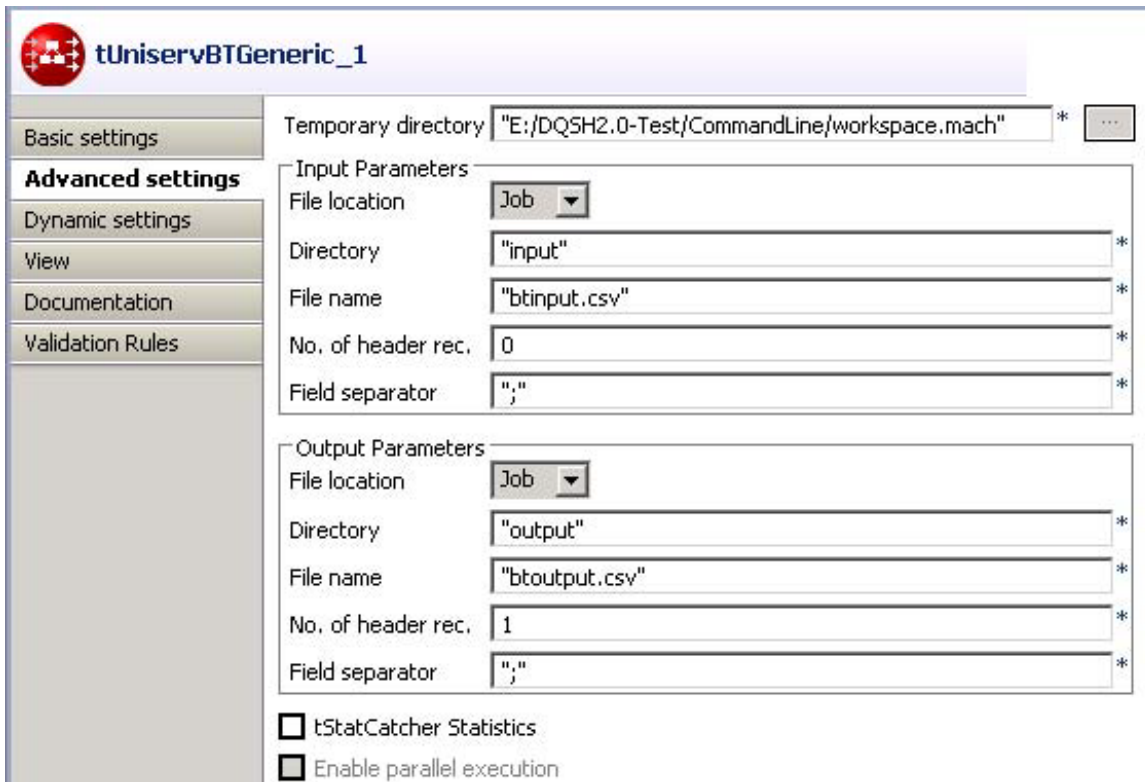 tUniservBTGeneric_1
Basic settings
Advanced settings
Dynamic settings
View
Documentation
Validation Rules
Temporary directory "E:/DQSH2.0-Test/CommandLine/workspace.mach" * ...
Input Parameters
File location Job
Directory "input" *
File name "btinput.csv" *
No. of header rec. 0 *
Field separator ";" *
Output Parameters
File location Job
Directory "output" *
File name "btoutput.csv" *
No. of header rec. 1 *
Field separator ";" *
tStatCatcher Statistics
Enable parallel execution